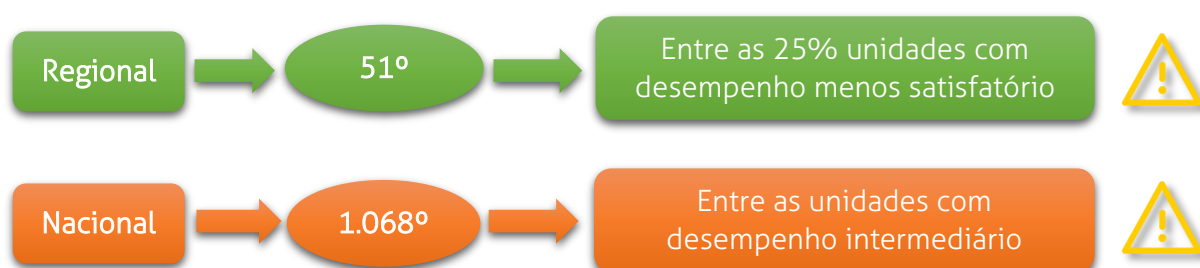 Regional
51º
Entre as 25% unidades com
desempenho menos satisfatório
Nacional
1.068º
Entre as unidades com
desempenho intermediário